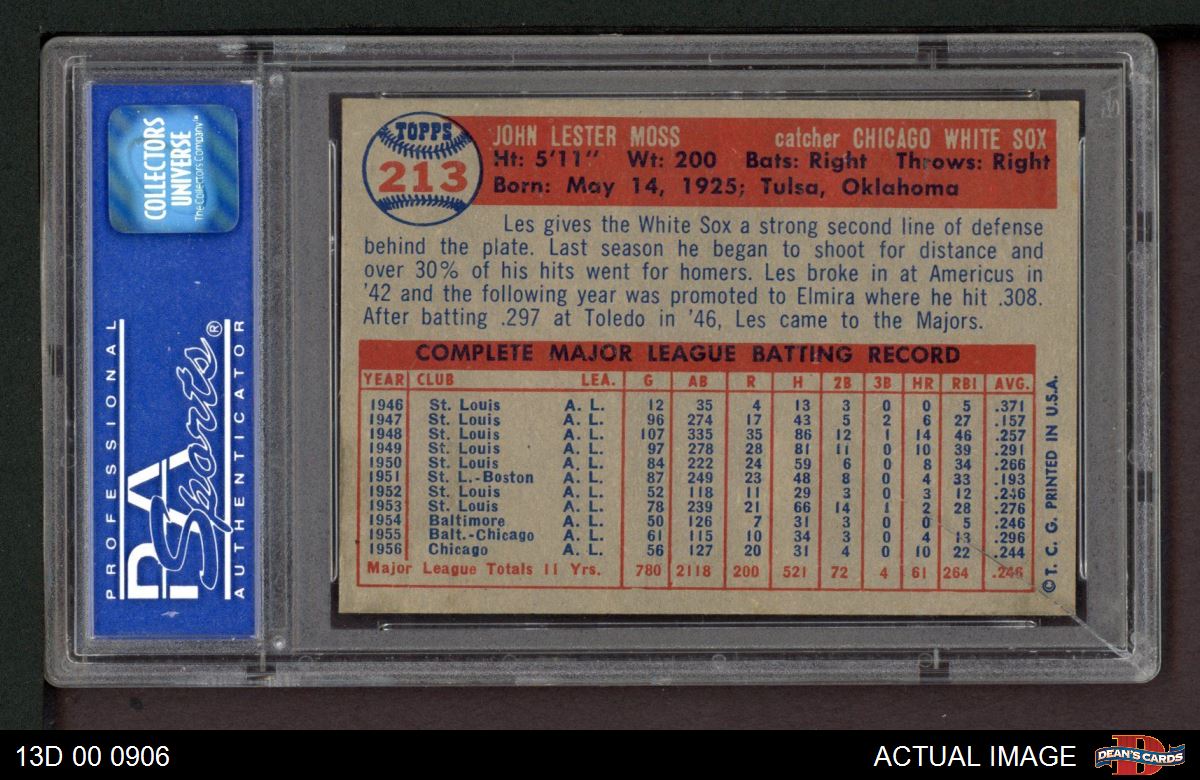 COLLECTORS
UNIVERSE
The Collectors Company™
PROFESSIONAL
PSA
Sports®
AUTHENTICATOR
TOPPS
213
JOHN LESTER MOSS catcher CHICAGO WHITE SOX
Ht: 5'11" Wt: 200 Bats: Right Throws: Right
Born: May 14, 1925; Tulsa, Oklahoma
Les gives the White Sox a strong second line of defense
behind the plate. Last season he began to shoot for distance and
over 30% of his hits went for homers. Les broke in at Americus in
'42 and the following year was promoted to Elmira where he hit .308.
After batting .297 at Toledo in '46, Les came to the Majors.
COMPLETE MAJOR LEAGUE BATTING RECORD
YEAR CLUB LEA. G AB R H 2B 3B HR RBI AVG.
1946 St. Louis A. L. 12 35 4 13 3 0 0 5 .371
1947 St. Louis A. L. 96 274 17 43 5 2 6 27 .157
1948 St. Louis A. L. 107 335 35 86 12 1 14 46 .257
1949 St. Louis A. L. 97 278 28 81 11 0 10 39 .291
1950 St. Louis A. L. 84 222 24 59 6 0 8 34 .266
1951 St. L.-Boston A. L. 87 249 23 48 8 0 4 33 .193
1952 St. Louis A. L. 52 118 11 29 3 0 3 12 .246
1953 St. Louis A. L. 78 239 21 66 14 1 2 28 .276
1954 Baltimore A. L. 50 126 7 31 3 0 0 5 .246
1955 Balt.-Chicago A. L. 61 115 10 34 3 0 4 13 .296
1956 Chicago A. L. 56 127 20 31 4 0 10 22 .244
Major League Totals 11 Yrs. 780 2118 200 521 72 4 61 264 .246
© T. C. G. PRINTED IN U.S.A.
13D 00 0906
ACTUAL IMAGE
DEAN'S CARDS